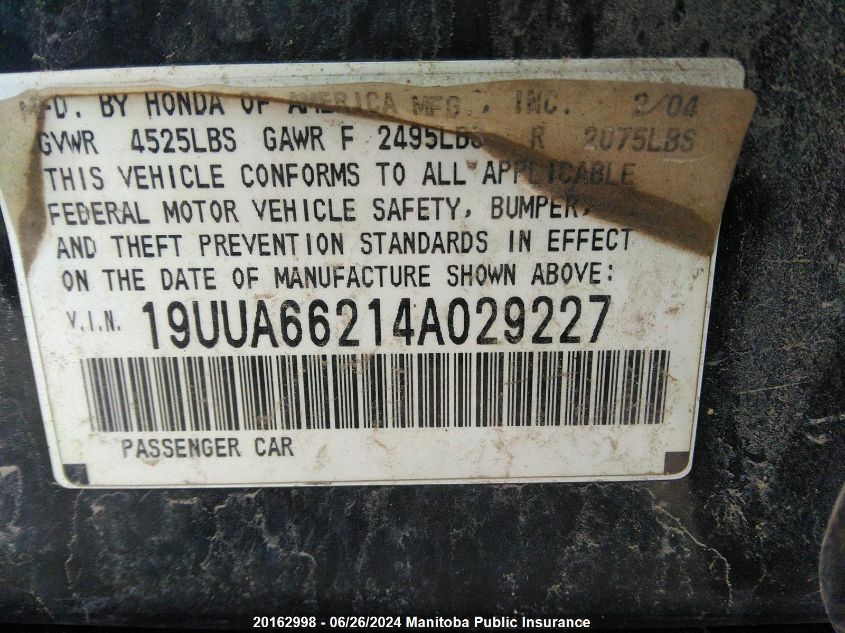 MFD. BY HONDA OF AMERICA MFG., INC. 2/04
GVWR 4525LBS GAWR F 2495LBS R 2075LBS
THIS VEHICLE CONFORMS TO ALL APPLICABLE
FEDERAL MOTOR VEHICLE SAFETY, BUMPER,
AND THEFT PREVENTION STANDARDS IN EFFECT
ON THE DATE OF MANUFACTURE SHOWN ABOVE:
V.I.N. 19UUA66214A029227
PASSENGER CAR
20162998 - 06/26/2024 Manitoba Public Insurance